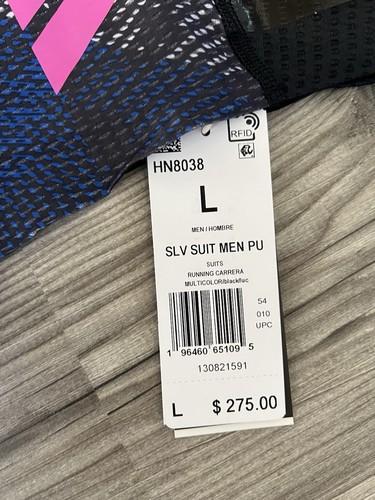 RFID
HN8038
L
MEN / HOMBRE
SLV SUIT MEN PU
SUITS
RUNNING CARRERA
MULTICOLOR/black/luc
54
010
UPC
1 96460 65109 5
130821591
L $ 275.00